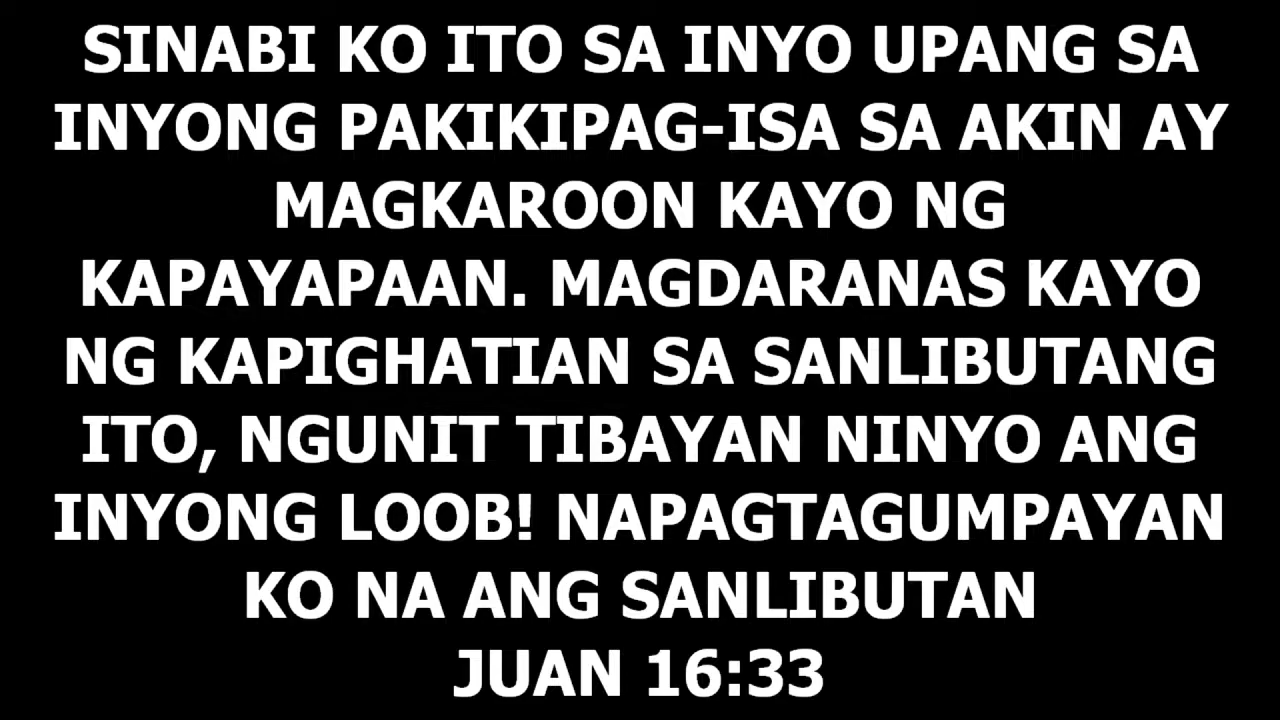 SINABI KO ITO SA INYO UPANG SA
INYONG PAKIKIPAG-ISA SA AKIN AY
MAGKAROON KAYO NG
KAPAYAPAAN. MAGDARANAS KAYO
NG KAPIGHATIAN SA SANLIBUTANG
ITO, NGUNIT TIBAYAN NINYO ANG
INYONG LOOB! NAPAGTAGUMPAYAN
KO NA ANG SANLIBUTAN
JUAN 16:33